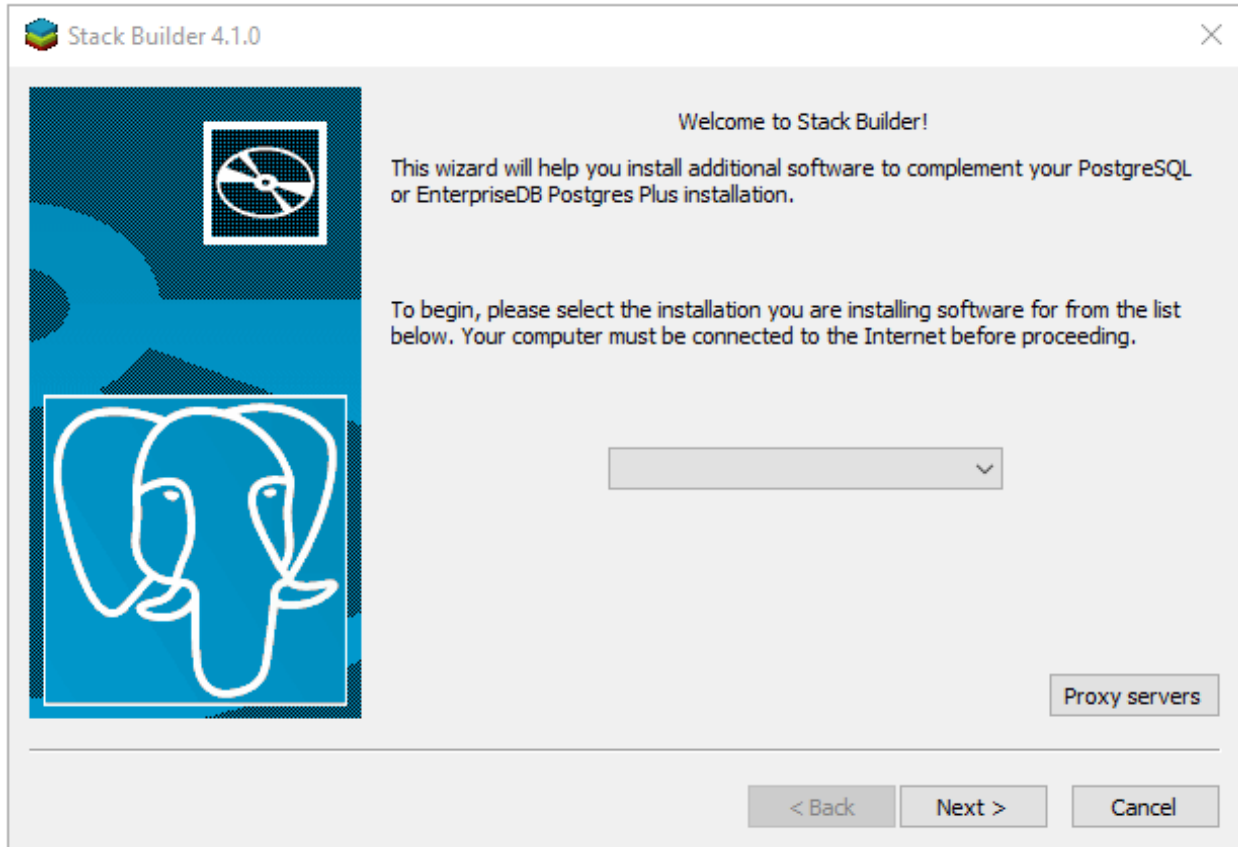 Stack Builder 4.1.0
Welcome to Stack Builder!
This wizard will help you install additional software to complement your PostgreSQL
or EnterpriseDB Postgres Plus installation.
To begin, please select the installation you are installing software for from the list
below. Your computer must be connected to the Internet before proceeding.
Proxy servers
< Back
Next >
Cancel